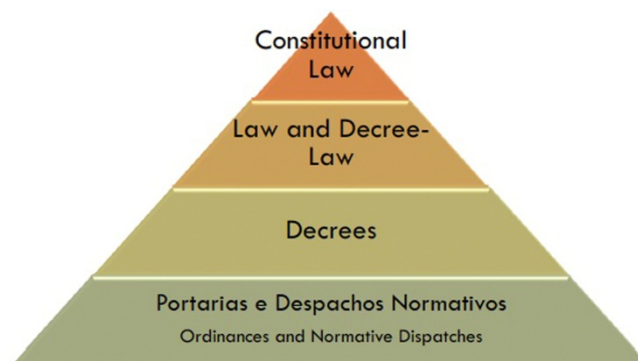 Constitutional
Law
Law and Decree-
Law
Decrees
Portarias e Despachos Normativos
Ordinances and Normative Dispatches